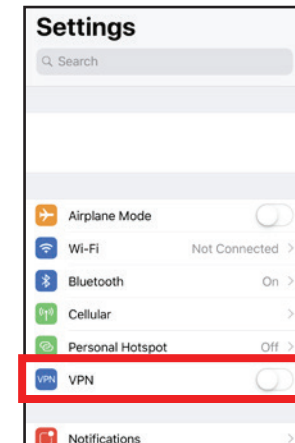 Settings
Search
Airplane Mode
Wi-Fi Not Connected
Bluetooth On
Cellular
Personal Hotspot Off
VPN VPN
Notifications